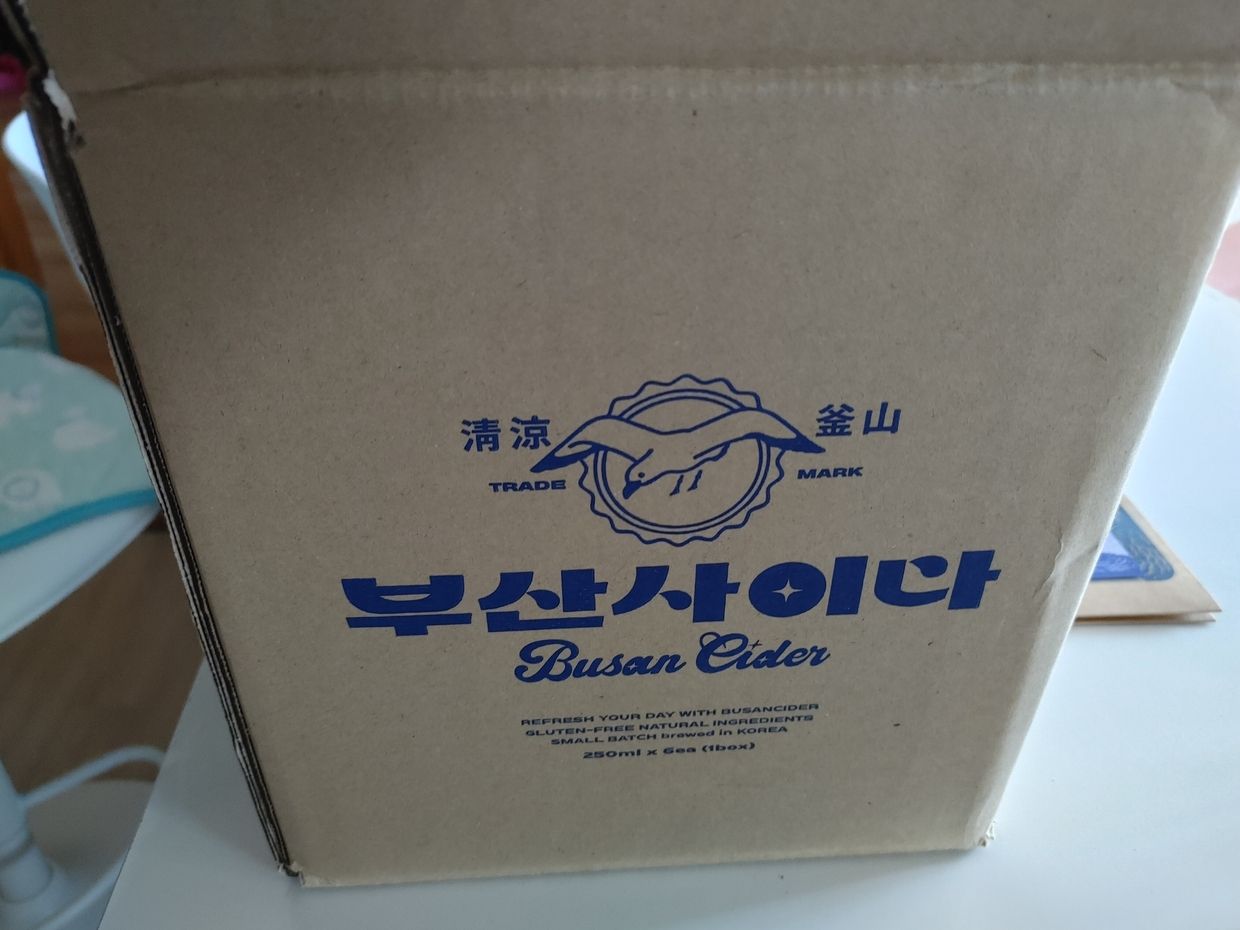 清涼 釜山
TRADE MARK
부산사이다
Busan Cider
REFRESH YOUR DAY WITH BUSANCIDER
GLUTEN-FREE NATURAL INGREDIENTS
SMALL BATCH brewed in KOREA
250ml x 6ea (1box)